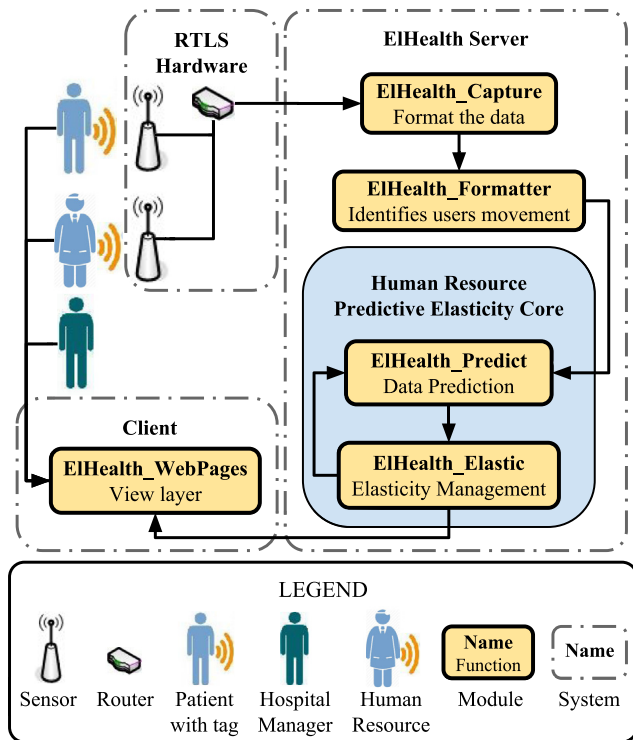 RTLS
Hardware
ElHealth Server
ElHealth_Capture
Format the data
ElHealth_Formatter
Identifies users movement
Human Resource
Predictive Elasticity Core
ElHealth_Predict
Data Prediction
Client
ElHealth_WebPages
View layer
ElHealth_Elastic
Elasticity Management
LEGEND
Sensor
Router
Patient
with tag
Hospital
Manager
Human
Resource
Name
Function
Module
Name
System